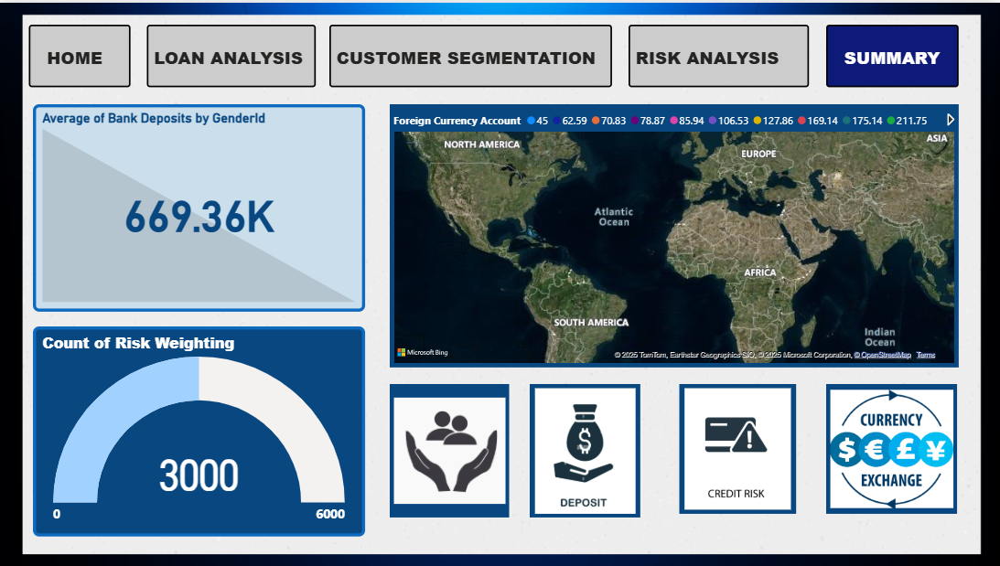 HOME
LOAN ANALYSIS
CUSTOMER SEGMENTATION
RISK ANALYSIS
SUMMARY
Average of Bank Deposits by GenderId
669.36K
Foreign Currency Account 45 62.59 70.83 78.87 85.94 106.53 127.86 169.14 175.14 211.75
NORTH AMERICA
EUROPE
ASIA
Atlantic
Ocean
AFRICA
SOUTH AMERICA
Indian
Ocean
Microsoft Bing
© 2025 TomTom, Earthstar Geographics SIO, © 2025 Microsoft Corporation, © OpenStreetMap Terms
Count of Risk Weighting
3000
0
6000
$
DEPOSIT
!
CREDIT RISK
CURRENCY
$ € £ ¥
EXCHANGE